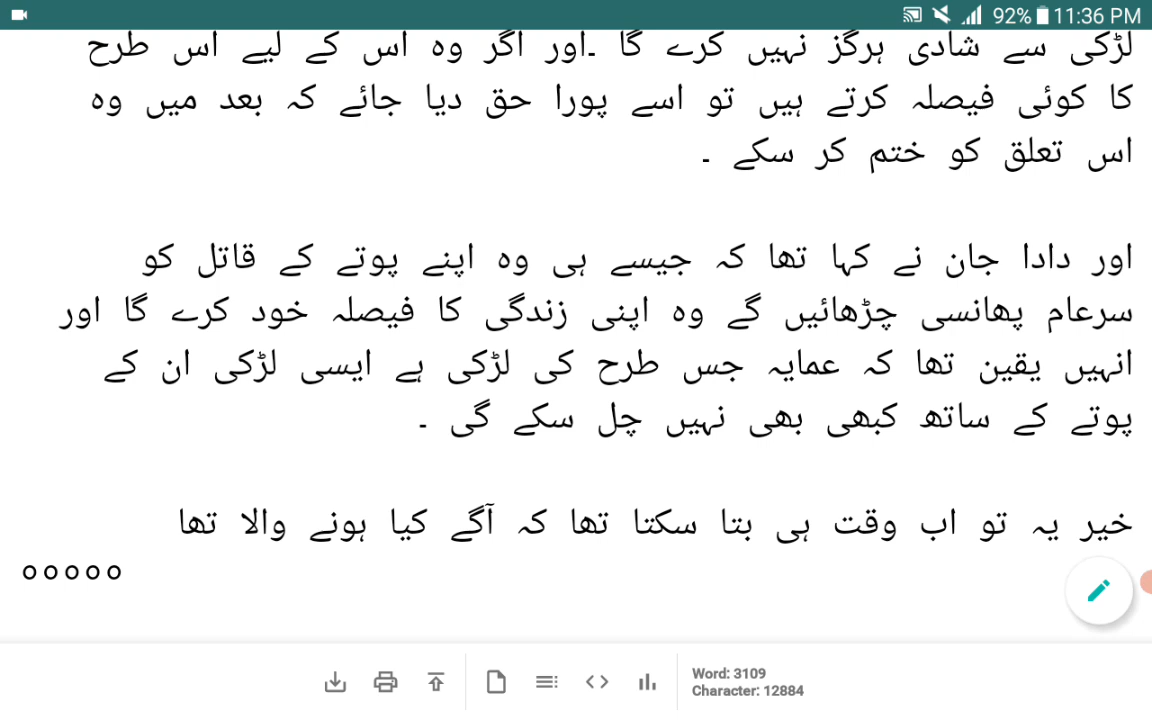 92% 11:36 PM
لڑکی سے شادی ہرگز نہیں کرے گا ۔اور اگر وہ اس کے لیے اس طرح
کا کوئی فیصلہ کرتے ہیں تو اسے پورا حق دیا جائے کہ بعد میں وہ
اس تعلق کو ختم کر سکے ۔
اور دادا جان نے کہا تھا کہ جیسے ہی وہ اپنے پوتے کے قاتل کو
سرعام پھانسی چڑھائیں گے وہ اپنی زندگی کا فیصلہ خود کرے گا اور
انہیں یقین تھا کہ عمایہ جس طرح کی لڑکی ہے ایسی لڑکی ان کے
پوتے کے ساتھ کبھی بھی نہیں چل سکے گی ۔
خیر یہ تو اب وقت ہی بتا سکتا تھا کہ آگے کیا ہونے والا تھا
ooooo
Word: 3109
Character: 12884